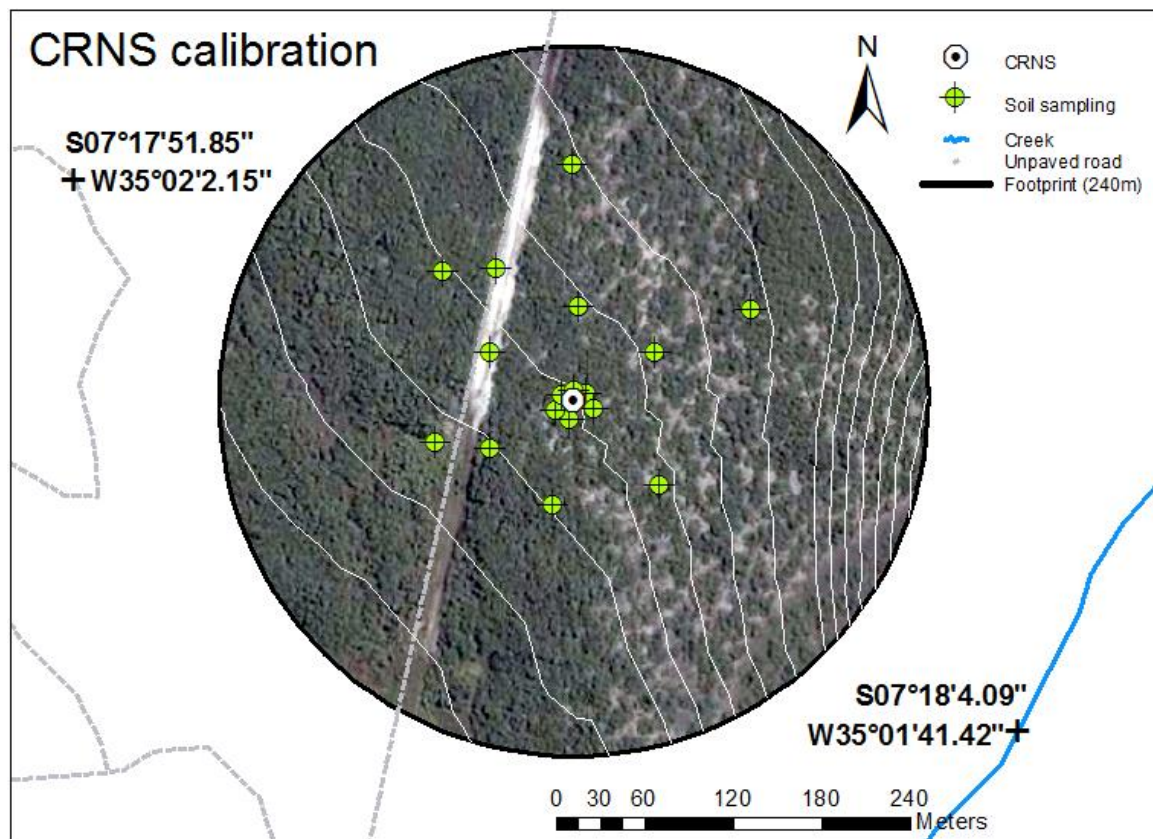 CRNS calibration
S07°17'51.85"
W35°02'2.15"
N
CRNS
Soil sampling
Creek
Unpaved road
Footprint (240m)
S07°18'4.09"
W35°01'41.42"
0 30 60 120 180 240
Meters